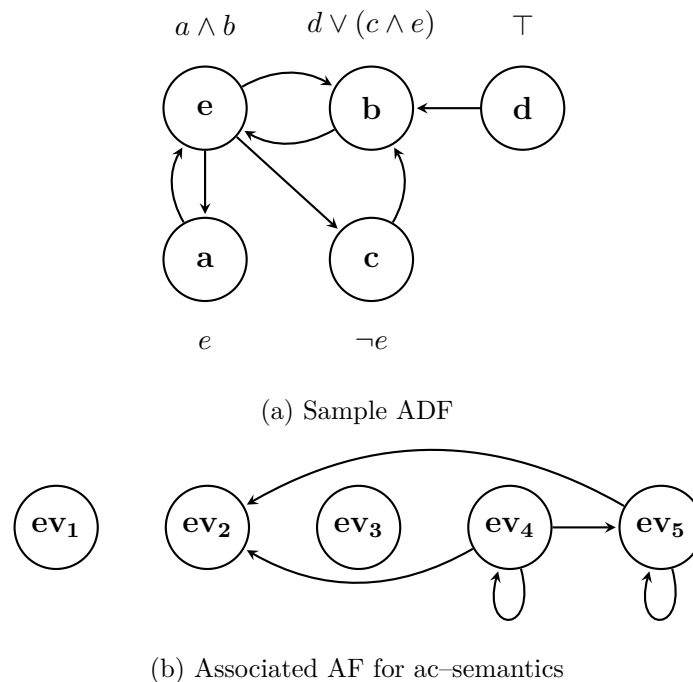 a ∧ b d ∨ (c ∧ e) ⊤
e b d
a c
e ¬e
(a) Sample ADF
ev₁ ev₂ ev₃ ev₄ ev₅
(b) Associated AF for ac–semantics